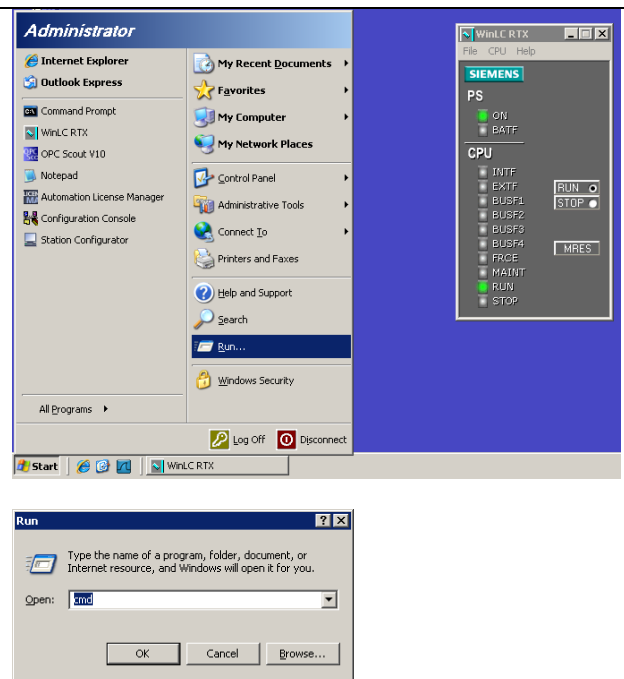 Administrator
Internet Explorer
Outlook Express
Command Prompt
WinLC RTX
OPC Scout V10
Notepad
Automation License Manager
Configuration Console
Station Configurator
All Programs
My Recent Documents
Favorites
My Computer
My Network Places
Control Panel
Administrative Tools
Connect To
Printers and Faxes
Help and Support
Search
Run...
Windows Security
Log Off
Disconnect
Start
WinLC RTX
WinLC RTX
File CPU Help
SIEMENS
PS
ON
BATF
CPU
INTF
EXTF
BUSF1
BUSF2
BUSF3
BUSF4
FRCE
MAINT
RUN
STOP
RUN
STOP
MRES
Run
Type the name of a program, folder, document, or
Internet resource, and Windows will open it for you.
Open: cmd
OK Cancel Browse...